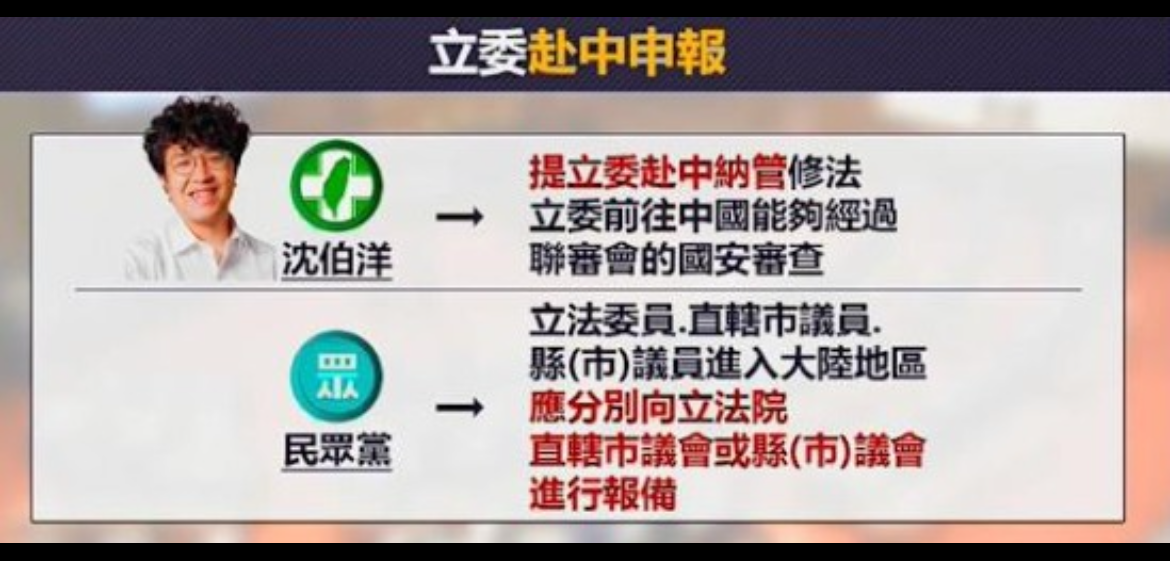 立委赴中申報
提立委赴中納管修法
立委前往中國能夠經過
聯審會的國安審查
沈伯洋
立法委員.直轄市議員.
縣(市)議員進入大陸地區
應分別向立法院
直轄市議會或縣(市)議會
進行報備
眾
民眾黨